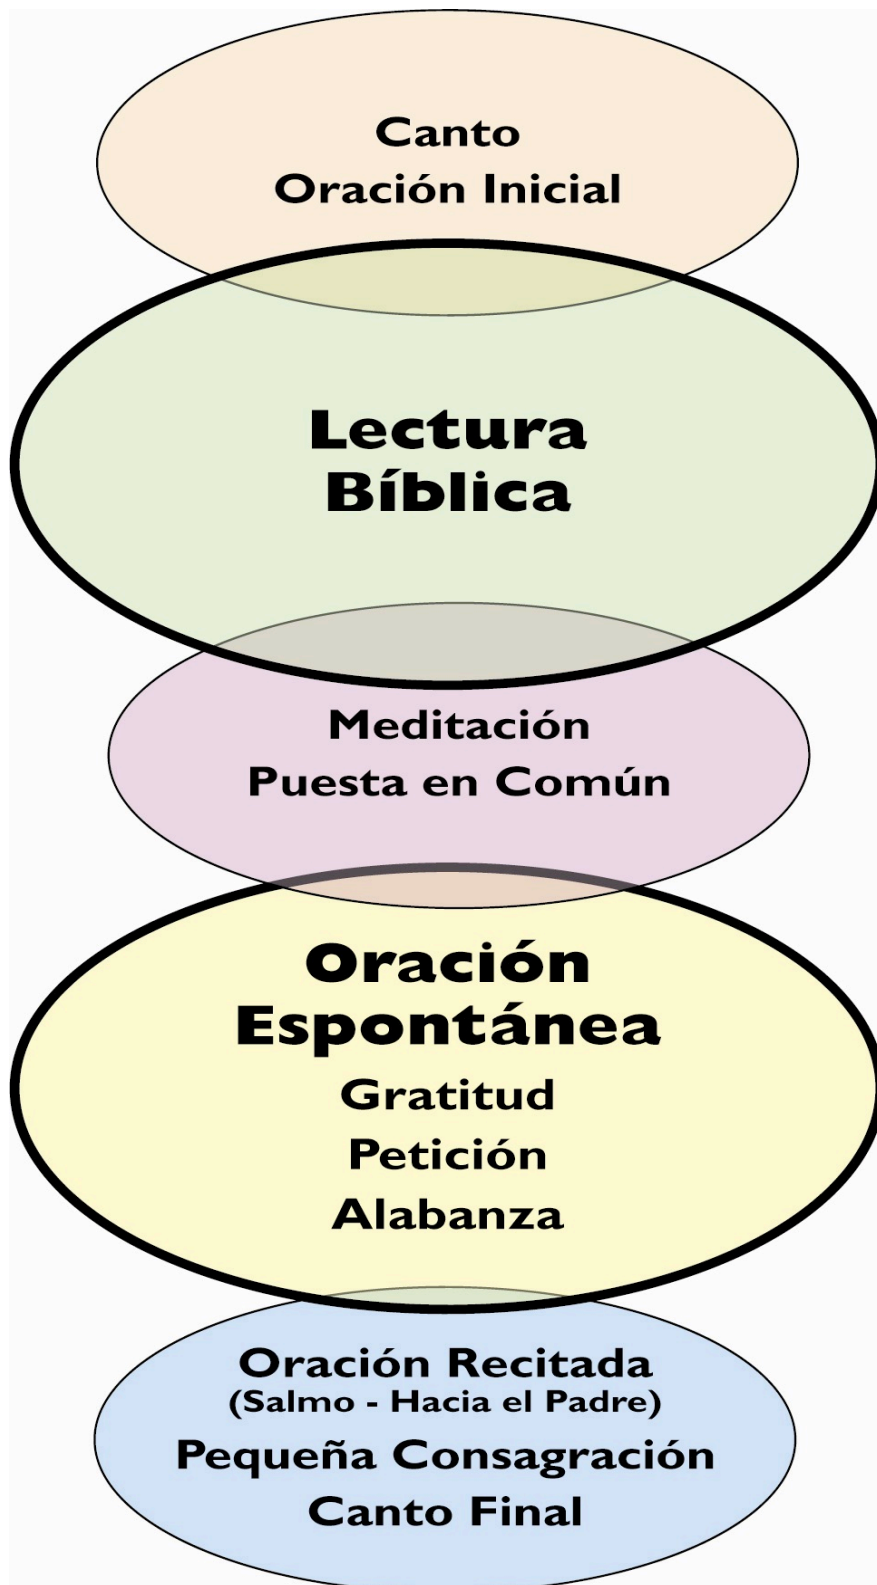 Canto
Oración Inicial
Lectura
Bíblica
Meditación
Puesta en Común
Oración
Espontánea
Gratitud
Petición
Alabanza
Oración Recitada
(Salmo - Hacia el Padre)
Pequeña Consagración
Canto Final